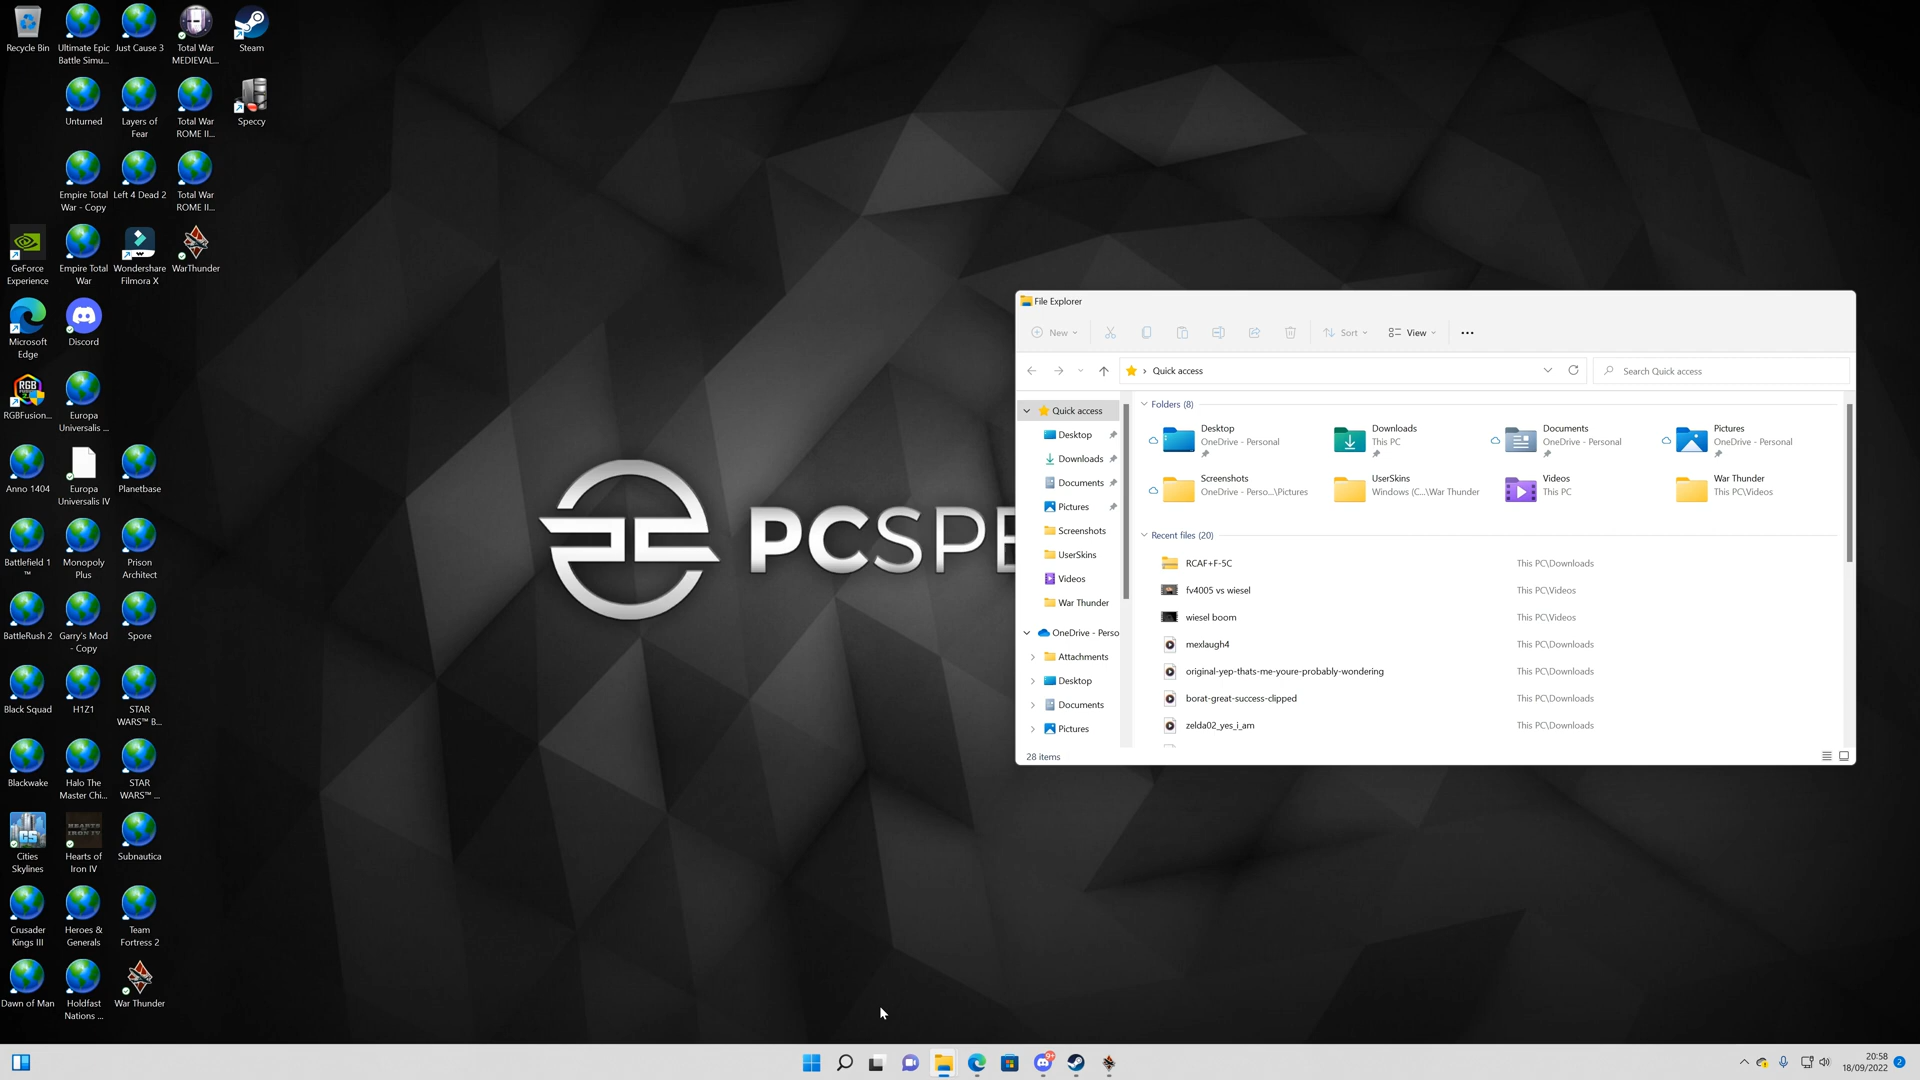 Recycle Bin
Ultimate Epic
Battle Simu...
Just Cause 3
Total War
MEDIEVAL...
Steam
Unturned
Layers of
Fear
Total War
ROME II...
Speccy
Empire Total
War - Copy
Left 4 Dead 2
Total War
ROME II...
GeForce
Experience
Empire Total
War
Wondershare
Filmora X
WarThunder
Microsoft
Edge
Discord
RGB
RGBFusion...
Europa
Universalis ...
Anno 1404
Europa
Universalis IV
Planetbase
Battlefield 1
™
Monopoly
Plus
Prison
Architect
BattleRush 2
Garry's Mod
- Copy
Spore
Black Squad
H1Z1
STAR
WARS™ B...
Blackwake
Halo The
Master Chi...
STAR
WARS™ ...
CS
Cities
Skylines
HEARTS
OF
IRON IV
Hearts of
Iron IV
Subnautica
Crusader
Kings III
Heroes &
Generals
Team
Fortress 2
Dawn of Man
Holdfast
Nations ...
War Thunder
PCSPE
File Explorer
New
Sort
View
Quick access
Search Quick access
Quick access
Desktop
Downloads
Documents
Pictures
Screenshots
UserSkins
Videos
War Thunder
OneDrive - Perso
Attachments
Desktop
Documents
Pictures
Folders (8)
Desktop
OneDrive - Personal
Downloads
This PC
Documents
OneDrive - Personal
Pictures
OneDrive - Personal
Screenshots
OneDrive - Perso...\Pictures
UserSkins
Windows (C...\War Thunder
Videos
This PC
War Thunder
This PC\Videos
Recent files (20)
RCAF+F-5C This PC\Downloads
fv4005 vs wiesel This PC\Videos
wiesel boom This PC\Videos
mexlaugh4 This PC\Downloads
original-yep-thats-me-youre-probably-wondering This PC\Downloads
borat-great-success-clipped This PC\Downloads
zelda02_yes_i_am This PC\Downloads
28 items
9+
20:58
18/09/2022
2